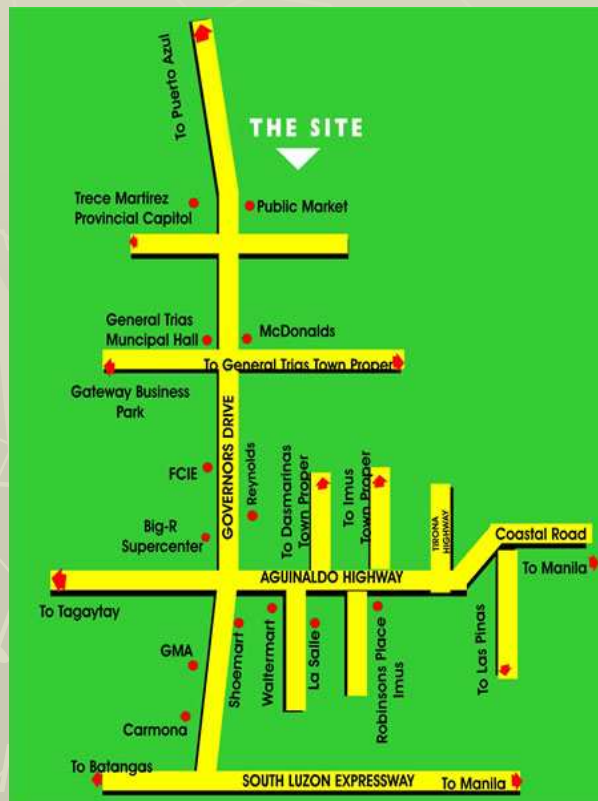 To Puerto Azul
THE SITE
Trece Martirez
Provincial Capitol
Public Market
General Trias
Muncipal Hall
McDonalds
To General Trias Town Proper
Gateway Business
Park
GOVERNORS DRIVE
FCIE
Reynolds
Big-R
Supercenter
To Dasmarinas
Town Proper
To Imus
Town Proper
TIRONA
HIGHWAY
Coastal Road
To Manila
AGUINALDO HIGHWAY
To Tagaytay
GMA
Shoemart
Waltermart
La Salle
Robinsons Place
Imus
To Las Pinas
Carmona
To Batangas
SOUTH LUZON EXPRESSWAY
To Manila